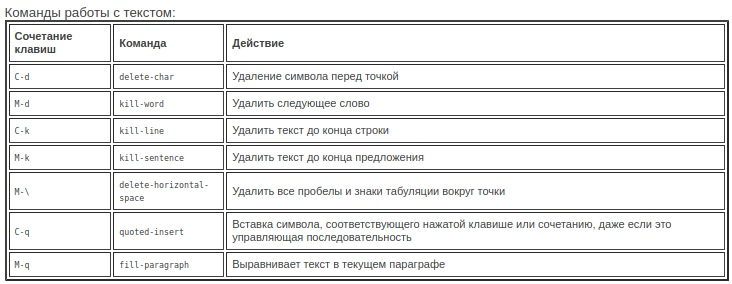 Команды работы с текстом:
Сочетание клавиш Команда Действие
C-d delete-char Удаление символа перед точкой
M-d kill-word Удалить следующее слово
C-k kill-line Удалить текст до конца строки
M-k kill-sentence Удалить текст до конца предложения
M-\ delete-horizontal-space Удалить все пробелы и знаки табуляции вокруг точки
C-q quoted-insert Вставка символа, соответствующего нажатой клавише или сочетанию, даже если это
управляющая последовательность
M-q fill-paragraph Выравнивает текст в текущем параграфе